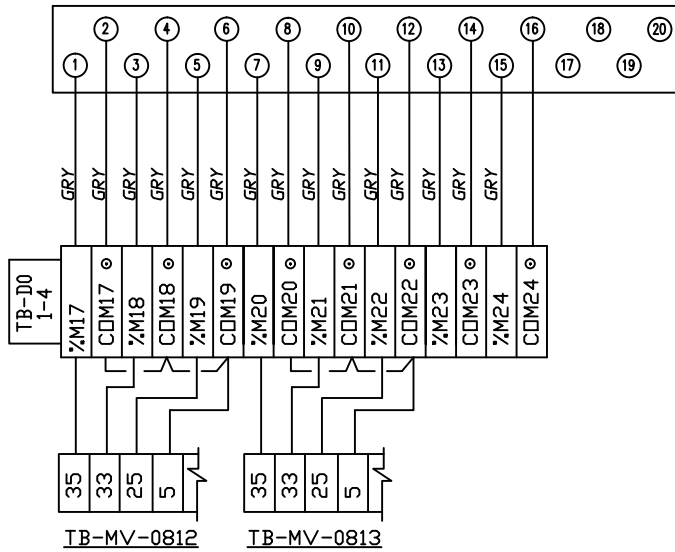 2 4 6 8 10 12 14 16 18 20
1 3 5 7 9 11 13 15 17 19
GRY GRY GRY GRY GRY GRY GRY GRY GRY GRY GRY GRY GRY GRY GRY
TB-DO
1-4
%M17 COM17 %M18 COM18 %M19 COM19 %M20 COM20 %M21 COM21 %M22 COM22 %M23 COM23 %M24 COM24
35 33 25 5 35 33 25 5
TB-MV-0812 TB-MV-0813